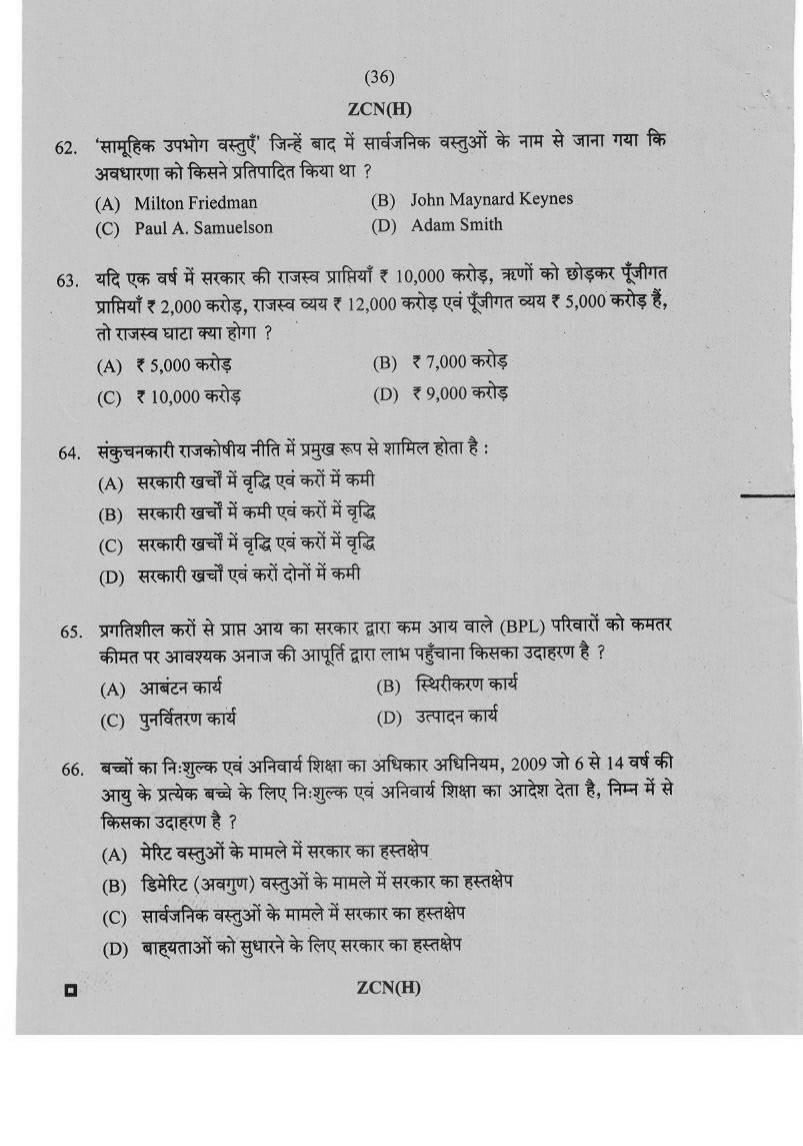 (36)
ZCN(H)
62. 'सामूहिक उपभोग वस्तुएँ' जिन्हें बाद में सार्वजनिक वस्तुओं के नाम से जाना गया कि
अवधारणा को किसने प्रतिपादित किया था ?
(A) Milton Friedman (B) John Maynard Keynes
(C) Paul A. Samuelson (D) Adam Smith
63. यदि एक वर्ष में सरकार की राजस्व प्राप्तियाँ ₹ 10,000 करोड़, ऋणों को छोड़कर पूँजीगत
प्राप्तियाँ ₹ 2,000 करोड़, राजस्व व्यय ₹ 12,000 करोड़ एवं पूँजीगत व्यय ₹ 5,000 करोड़ हैं,
तो राजस्व घाटा क्या होगा ?
(A) ₹ 5,000 करोड़ (B) ₹ 7,000 करोड़
(C) ₹ 10,000 करोड़ (D) ₹ 9,000 करोड़
64. संकुचनकारी राजकोषीय नीति में प्रमुख रूप से शामिल होता है :
(A) सरकारी खर्चों में वृद्धि एवं करों में कमी
(B) सरकारी खर्चों में कमी एवं करों में वृद्धि
(C) सरकारी खर्चों में वृद्धि एवं करों में वृद्धि
(D) सरकारी खर्चों एवं करों दोनों में कमी
65. प्रगतिशील करों से प्राप्त आय का सरकार द्वारा कम आय वाले (BPL) परिवारों को कमतर
कीमत पर आवश्यक अनाज की आपूर्ति द्वारा लाभ पहुँचाना किसका उदाहरण है ?
(A) आबंटन कार्य (B) स्थिरीकरण कार्य
(C) पुनर्वितरण कार्य (D) उत्पादन कार्य
66. बच्चों का निःशुल्क एवं अनिवार्य शिक्षा का अधिकार अधिनियम, 2009 जो 6 से 14 वर्ष की
आयु के प्रत्येक बच्चे के लिए निःशुल्क एवं अनिवार्य शिक्षा का आदेश देता है, निम्न में से
किसका उदाहरण है ?
(A) मेरिट वस्तुओं के मामले में सरकार का हस्तक्षेप
(B) डिमेरिट (अवगुण) वस्तुओं के मामले में सरकार का हस्तक्षेप
(C) सार्वजनिक वस्तुओं के मामले में सरकार का हस्तक्षेप
(D) बाह्यताओं को सुधारने के लिए सरकार का हस्तक्षेप
ZCN(H)